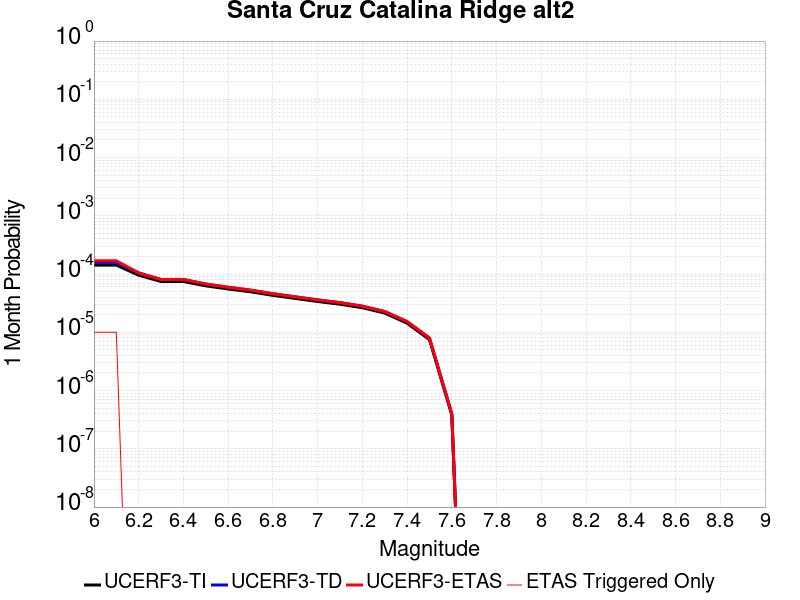 Santa Cruz Catalina Ridge alt2
10^0
10^-1
10^-2
10^-3
10^-4
10^-5
10^-6
10^-7
10^-8
1 Month Probability
6 6.2 6.4 6.6 6.8 7 7.2 7.4 7.6 7.8 8 8.2 8.4 8.6 8.8 9
Magnitude
UCERF3-TI UCERF3-TD UCERF3-ETAS ETAS Triggered Only